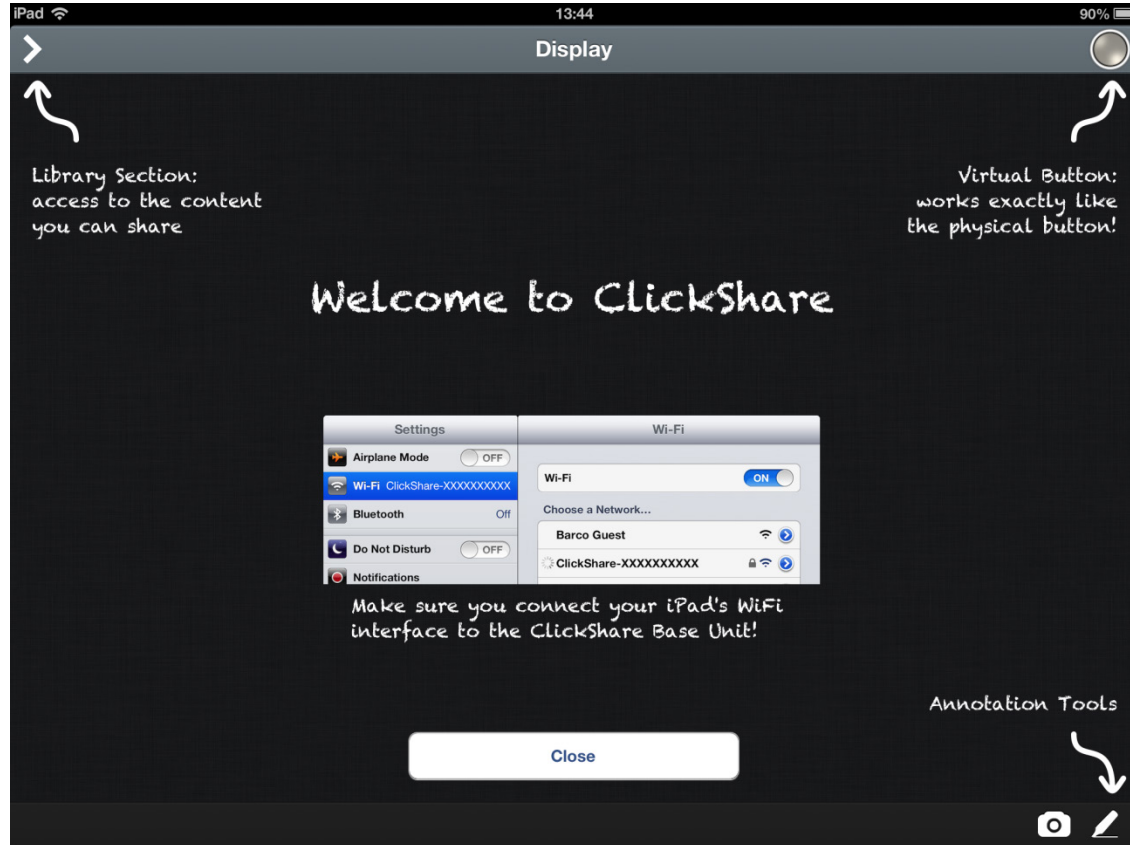 iPad 13:44 90%
Display
Library Section:
access to the content
you can share
Virtual Button:
works exactly like
the physical button!
Welcome to ClickShare
Settings
Airplane Mode OFF
Wi-Fi ClickShare-XXXXXXXXXX
Bluetooth Off
Do Not Disturb OFF
Notifications
Wi-Fi
Wi-Fi ON
Choose a Network...
Barco Guest
ClickShare-XXXXXXXXXX
Make sure you connect your iPad's WiFi
interface to the ClickShare Base Unit!
Annotation Tools
Close